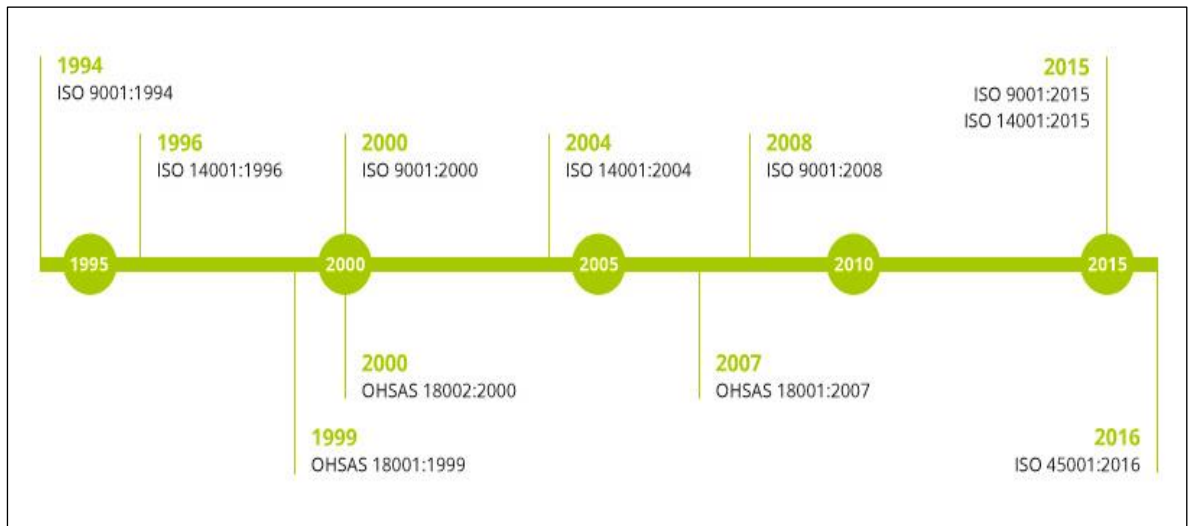 1994
ISO 9001:1994
2015
ISO 9001:2015
ISO 14001:2015
1996
ISO 14001:1996
2000
ISO 9001:2000
2004
ISO 14001:2004
2008
ISO 9001:2008
1995
2000
2005
2010
2015
2000
OHSAS 18002:2000
2007
OHSAS 18001:2007
1999
OHSAS 18001:1999
2016
ISO 45001:2016